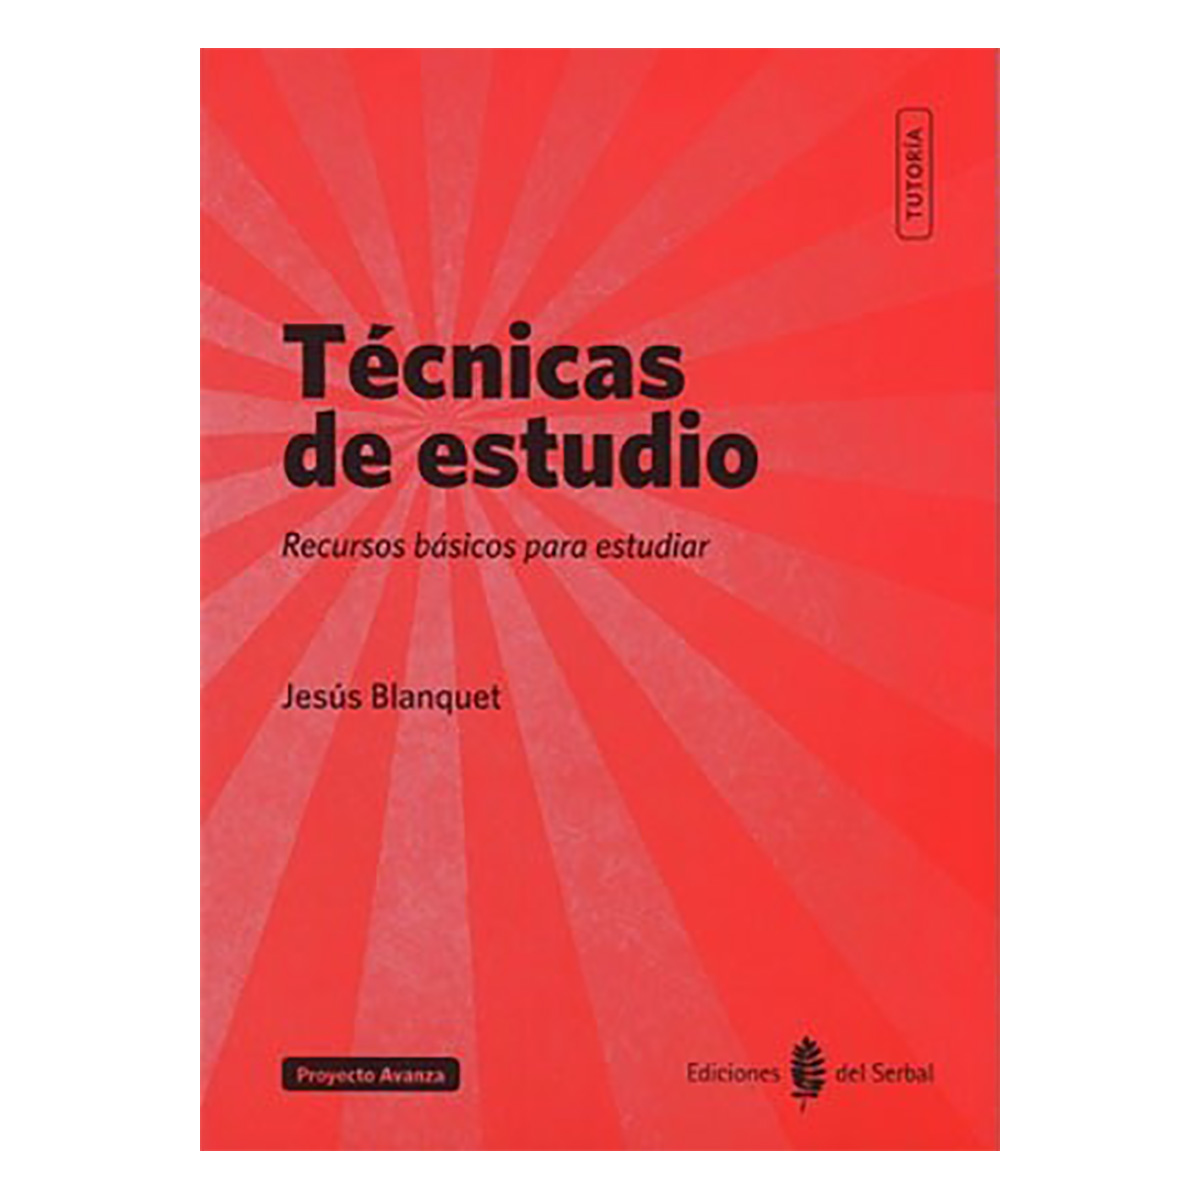 TUTORÍA
Técnicas
de estudio
Recursos básicos para estudiar
Jesús Blanquet
Proyecto Avanza
Ediciones del Serbal